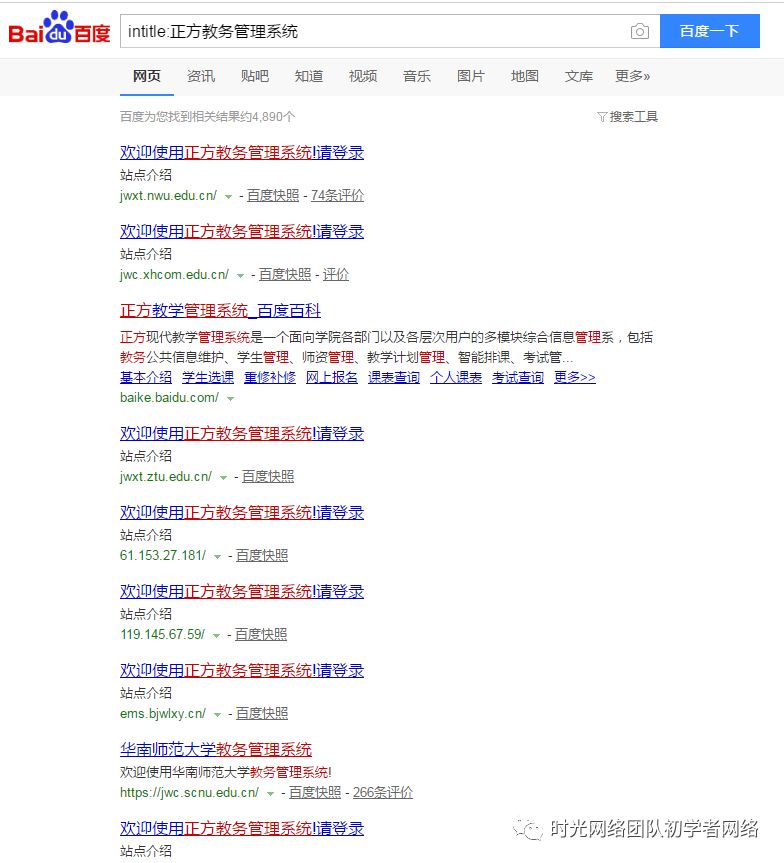 Bai du 百度 intitle:正方教务管理系统 百度一下
网页 资讯 贴吧 知道 视频 音乐 图片 地图 文库 更多»
百度为您找到相关结果约4,890个 搜索工具
欢迎使用正方教务管理系统!请登录
站点介绍
jwxt.nwu.edu.cn/ - 百度快照 - 74条评价
欢迎使用正方教务管理系统!请登录
站点介绍
jwc.xhcom.edu.cn/ - 百度快照 - 评价
正方教学管理系统_百度百科
正方现代教学管理系统是一个面向学院各部门以及各层次用户的多模块综合信息管理系，包括
教务公共信息维护、学生管理、师资管理、教学计划管理、智能排课、考试管...
基本介绍 学生选课 重修补修 网上报名 课表查询 个人课表 考试查询 更多>>
baike.baidu.com/
欢迎使用正方教务管理系统!请登录
站点介绍
jwxt.ztu.edu.cn/ - 百度快照
欢迎使用正方教务管理系统!请登录
站点介绍
61.153.27.181/ - 百度快照
欢迎使用正方教务管理系统!请登录
站点介绍
119.145.67.59/ - 百度快照
欢迎使用正方教务管理系统!请登录
站点介绍
ems.bjwlxy.cn/ - 百度快照
华南师范大学教务管理系统
欢迎使用华南师范大学教务管理系统!
https://jwc.scnu.edu.cn/ - 百度快照 - 266条评价
欢迎使用正方教务管理系统!请登录
站点介绍
时光网络团队初学者网络